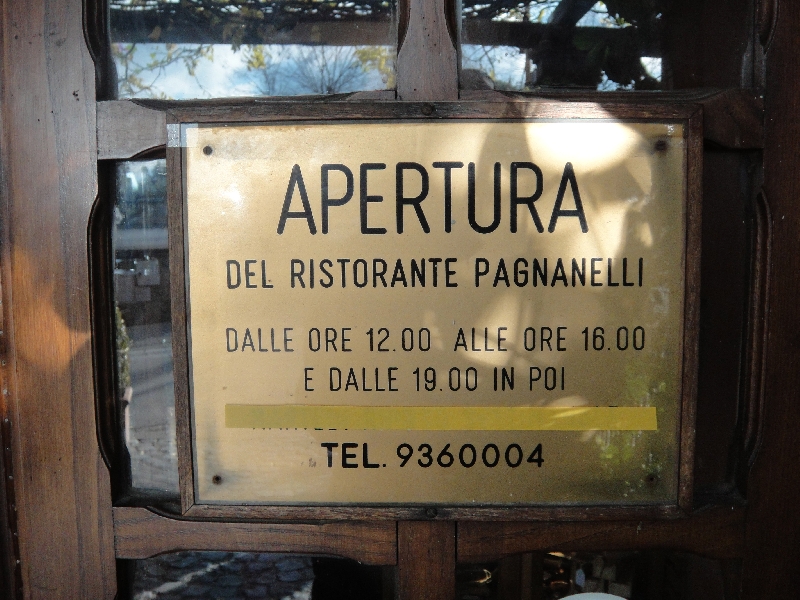 APERTURA
DEL RISTORANTE PAGNANELLI
DALLE ORE 12.00 ALLE ORE 16.00
E DALLE 19.00 IN POI
TEL. 9360004